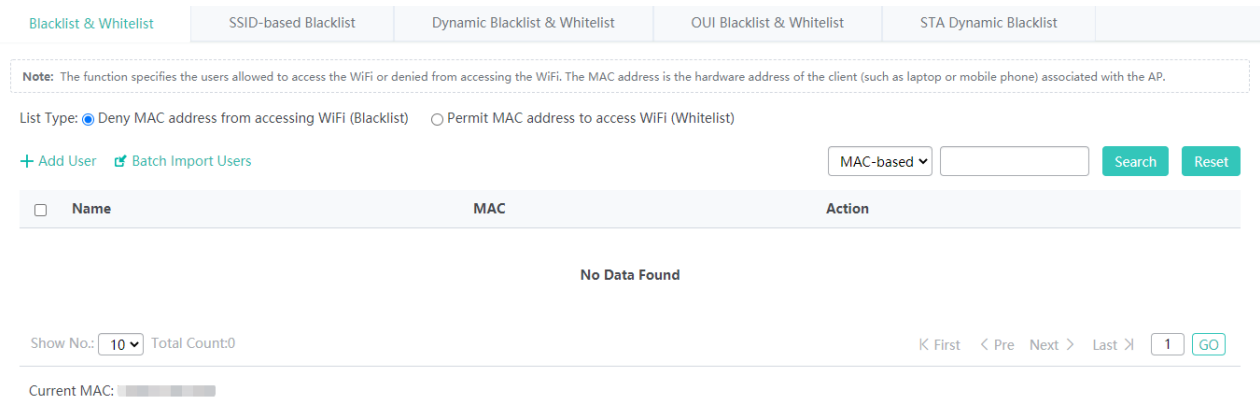 Blacklist & Whitelist SSID-based Blacklist Dynamic Blacklist & Whitelist OUI Blacklist & Whitelist STA Dynamic Blacklist
Note: The function specifies the users allowed to access the WiFi or denied from accessing the WiFi. The MAC address is the hardware address of the client (such as laptop or mobile phone) associated with the AP.
List Type: Deny MAC address from accessing WiFi (Blacklist) Permit MAC address to access WiFi (Whitelist)
Add User Batch Import Users MAC-based Search Reset
Name MAC Action
No Data Found
Show No.: 10 Total Count:0 First Pre Next Last 1 GO
Current MAC: